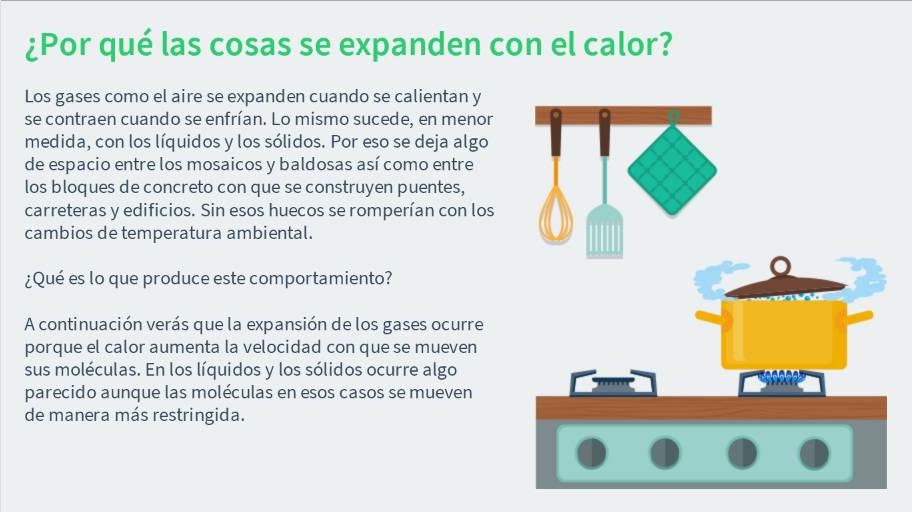 ¿Por qué las cosas se expanden con el calor?
Los gases como el aire se expanden cuando se calientan y
se contraen cuando se enfrían. Lo mismo sucede, en menor
medida, con los líquidos y los sólidos. Por eso se deja algo
de espacio entre los mosaicos y baldosas así como entre
los bloques de concreto con que se construyen puentes,
carreteras y edificios. Sin esos huecos se romperían con los
cambios de temperatura ambiental.
¿Qué es lo que produce este comportamiento?
A continuación verás que la expansión de los gases ocurre
porque el calor aumenta la velocidad con que se mueven
sus moléculas. En los líquidos y los sólidos ocurre algo
parecido aunque las moléculas en esos casos se mueven
de manera más restringida.